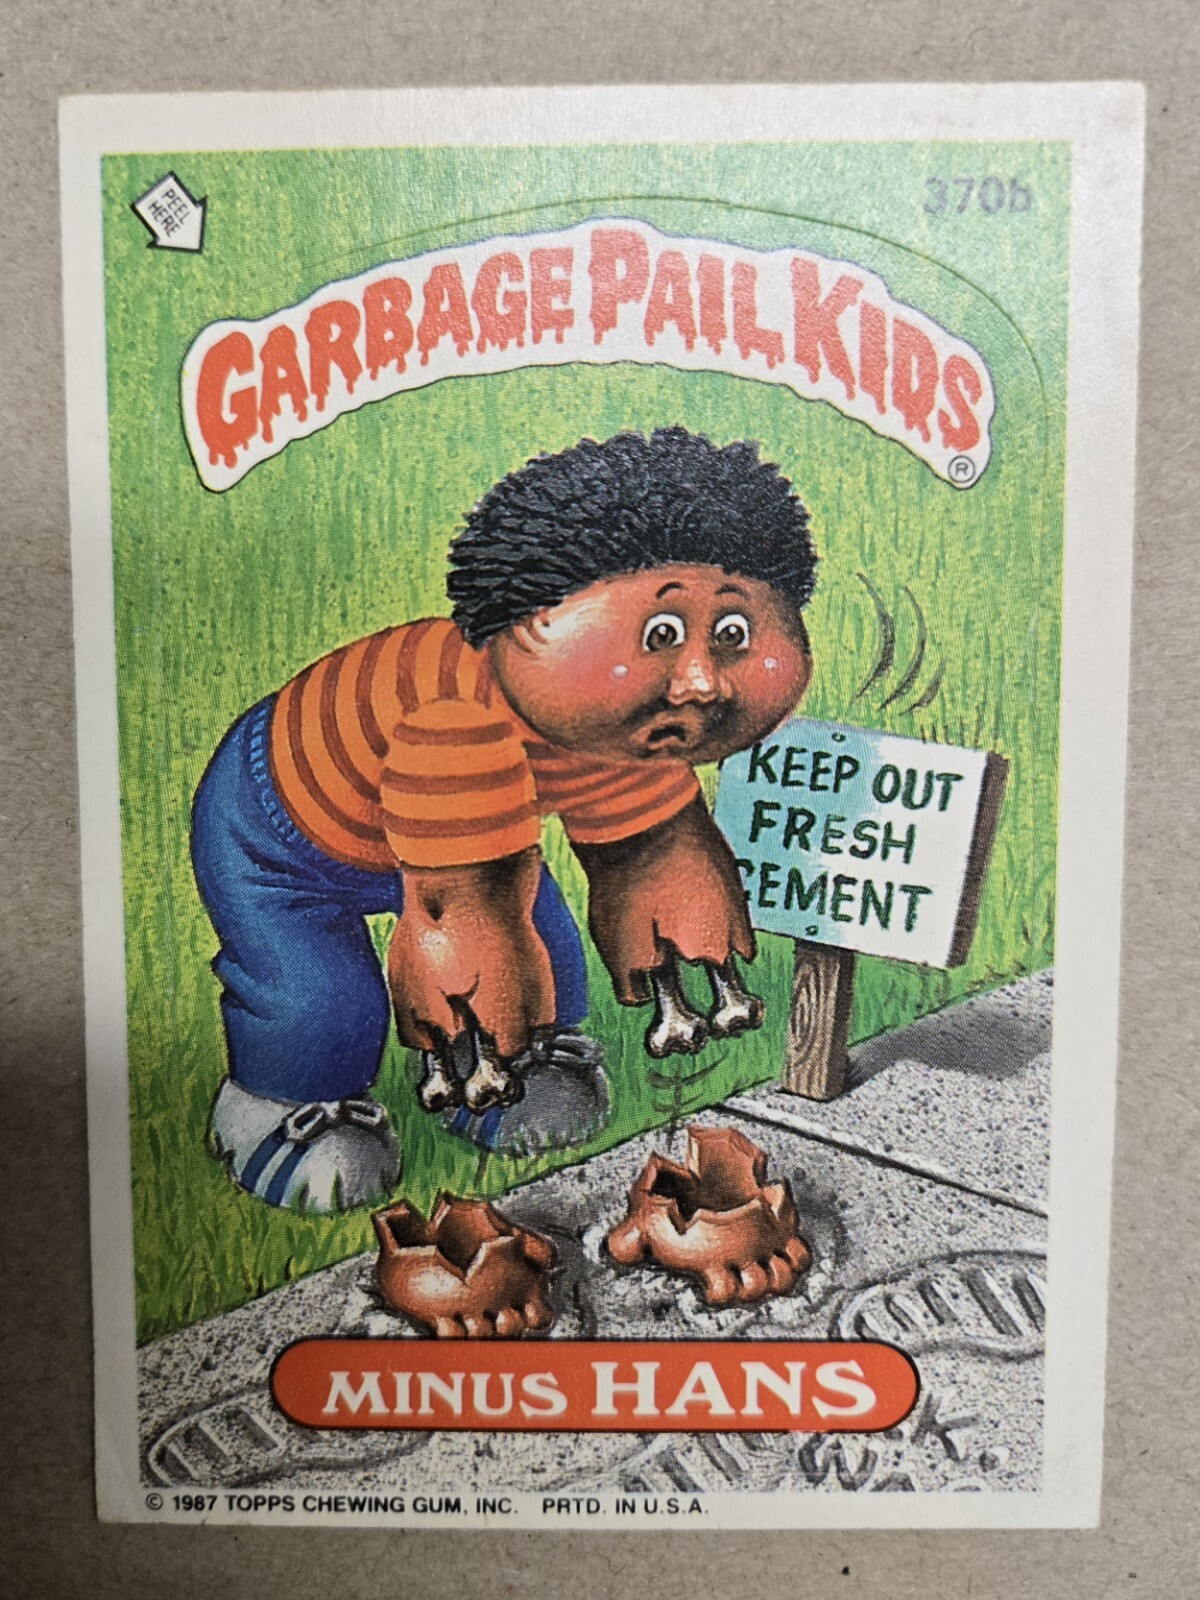 PEEL
HERE
370b
GARBAGE PAIL KIDS
®
KEEP OUT
FRESH
CEMENT
MINUS HANS
W.K.
© 1987 TOPPS CHEWING GUM, INC. PRTD. IN U.S.A.